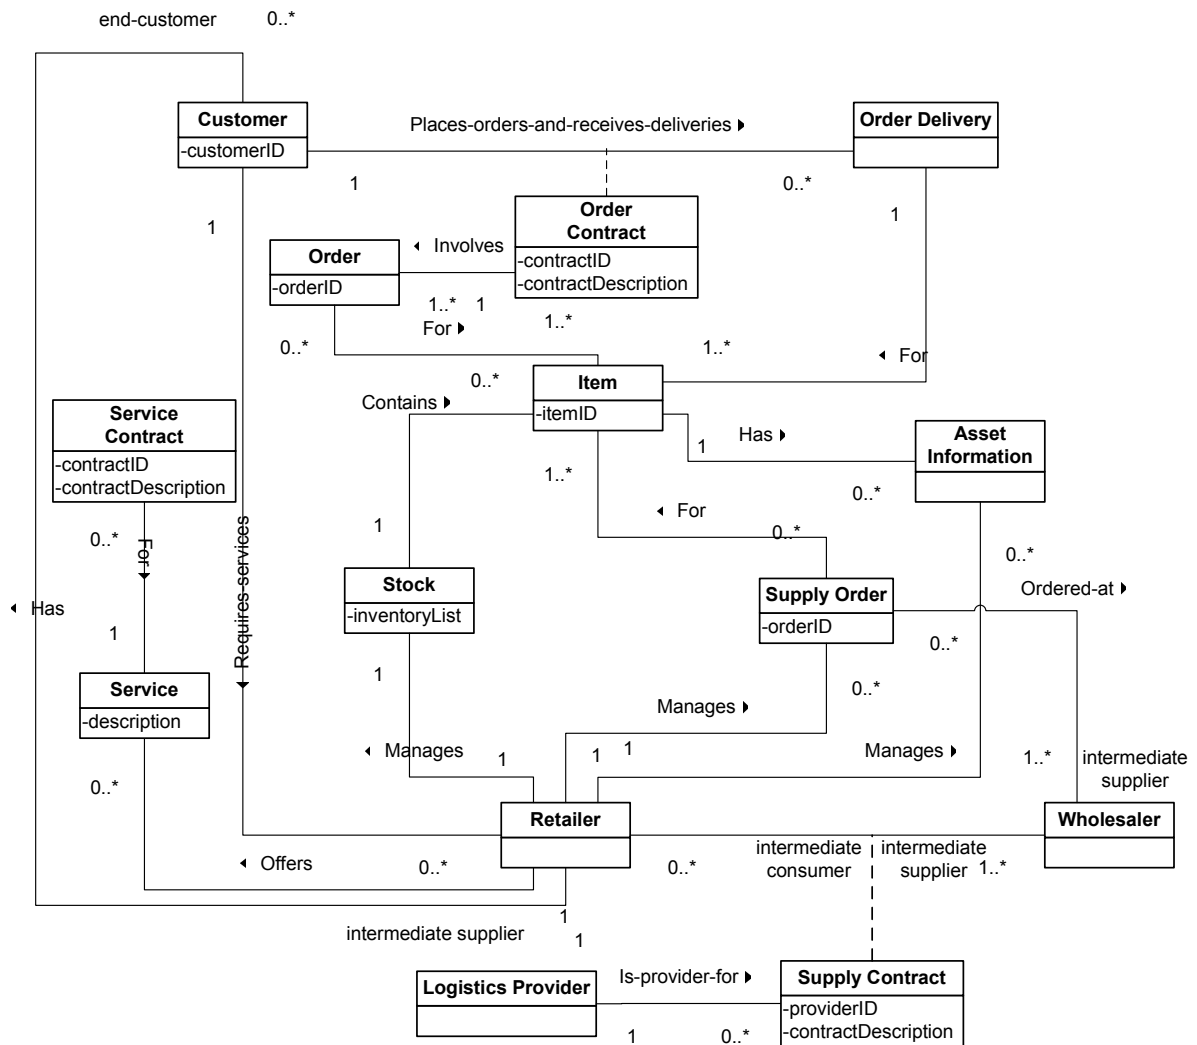 end-customer 0..*
Customer
-customerID
Places-orders-and-receives-deliveries
Order Delivery
1
0..*
1
1
Order
Contract
-contractID
-contractDescription
Involves
Order
-orderID
1..* 1
1..*
For
0..*
1..*
For
0..*
Item
-itemID
Contains
Service
Contract
-contractID
-contractDescription
Has
1
Asset
Information
1..*
0..*
For
0..*
1
0..*
For
0..*
Ordered-at
Stock
-inventoryList
Supply Order
-orderID
Has
Requires-services
1
0..*
Service
-description
1
0..*
Manages
Manages
1
1
1
Manages
0..*
1..*
intermediate
supplier
Retailer
Wholesaler
Offers
0..*
0..*
intermediate
consumer
intermediate
supplier
1..*
intermediate supplier
1
1
Logistics Provider
Is-provider-for
Supply Contract
-providerID
-contractDescription
1
0..*